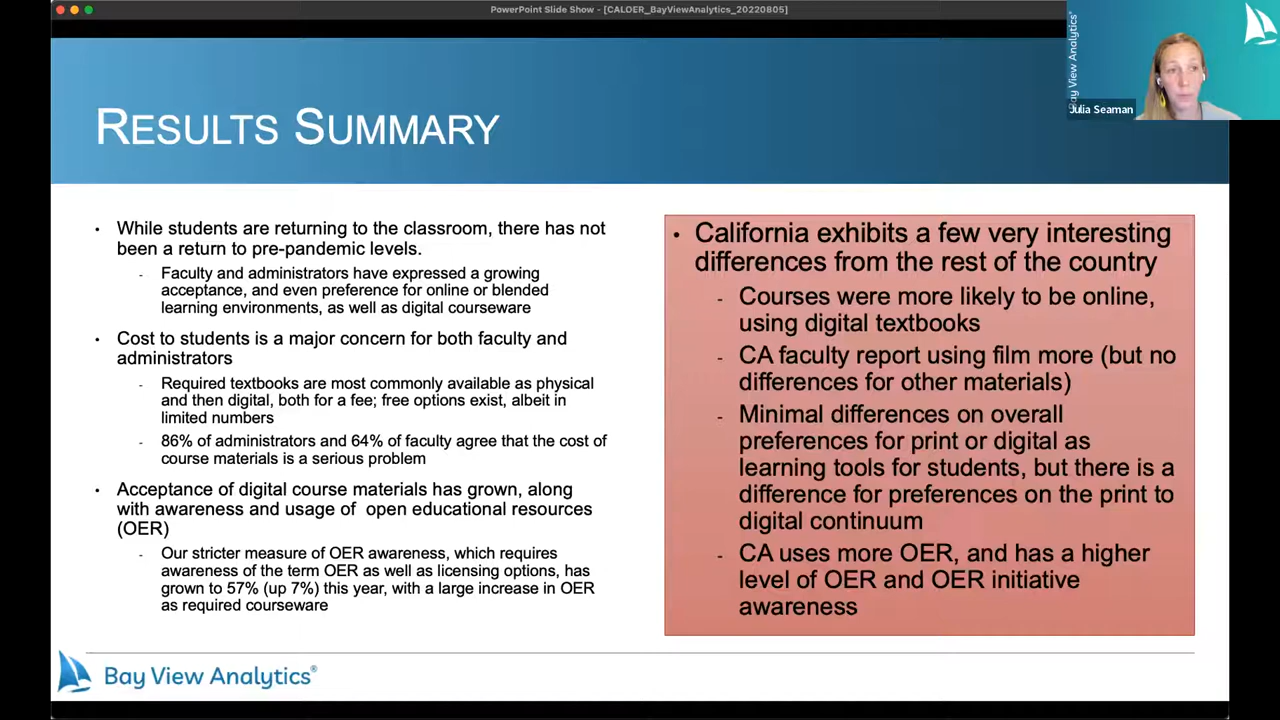 PowerPoint Slide Show - [CALDER_BayViewAnalytics_20220805]
Bay View Analytics®
Julia Seaman
RESULTS SUMMARY
• While students are returning to the classroom, there has not
been a return to pre-pandemic levels.
- Faculty and administrators have expressed a growing
acceptance, and even preference for online or blended
learning environments, as well as digital courseware
• Cost to students is a major concern for both faculty and
administrators
- Required textbooks are most commonly available as physical
and then digital, both for a fee; free options exist, albeit in
limited numbers
- 86% of administrators and 64% of faculty agree that the cost of
course materials is a serious problem
• Acceptance of digital course materials has grown, along
with awareness and usage of open educational resources
(OER)
- Our stricter measure of OER awareness, which requires
awareness of the term OER as well as licensing options, has
grown to 57% (up 7%) this year, with a large increase in OER
as required courseware
• California exhibits a few very interesting
differences from the rest of the country
- Courses were more likely to be online,
using digital textbooks
- CA faculty report using film more (but no
differences for other materials)
- Minimal differences on overall
preferences for print or digital as
learning tools for students, but there is a
difference for preferences on the print to
digital continuum
- CA uses more OER, and has a higher
level of OER and OER initiative
awareness
Bay View Analytics®